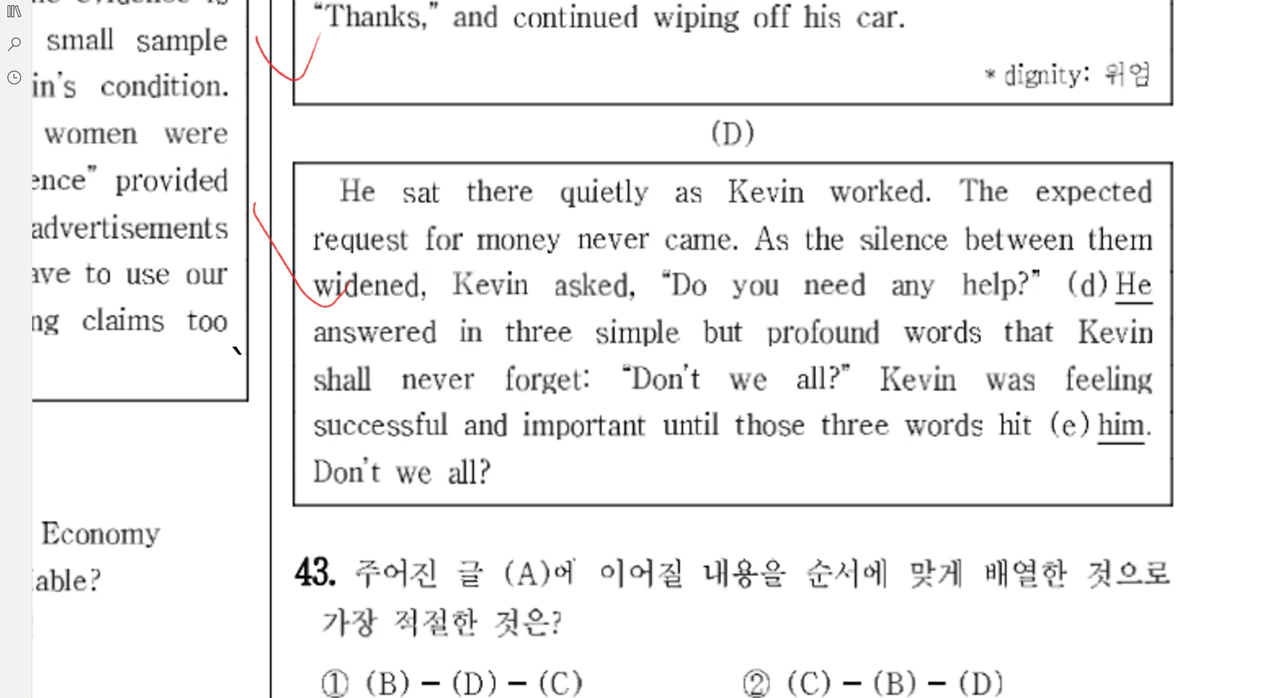 small sample
in's condition.
women were
ence” provided
advertisements
ave to use our
ng claims too
Economy
able?
“Thanks,” and continued wiping off his car.
* dignity: 위엄
(D)
He sat there quietly as Kevin worked. The expected
request for money never came. As the silence between them
widened, Kevin asked, “Do you need any help?” (d) He
answered in three simple but profound words that Kevin
shall never forget: “Don't we all?” Kevin was feeling
successful and important until those three words hit (e) him.
Don't we all?
43. 주어진 글 (A)에 이어질 내용을 순서에 맞게 배열한 것으로
가장 적절한 것은?
① (B) - (D) - (C) ② (C) - (B) - (D)